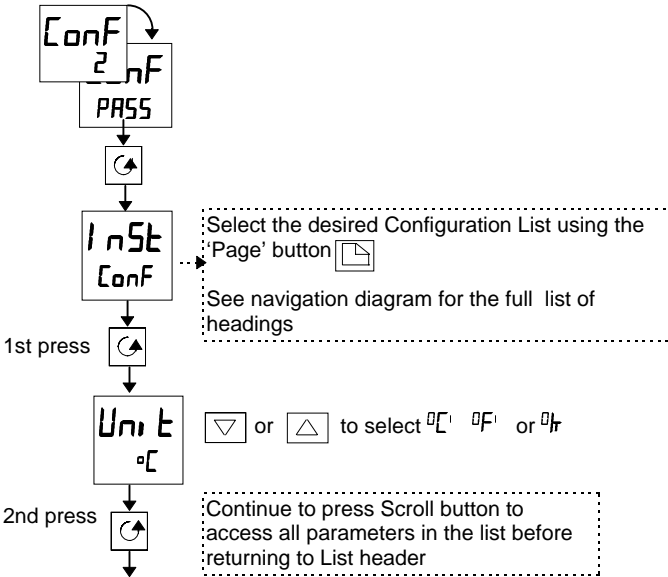 ConF
2
ConF
PASS
InSt
ConF
Select the desired Configuration List using the
'Page' button
See navigation diagram for the full list of
headings
1st press
Unit
°C
or to select °C' °F' or °k
2nd press
Continue to press Scroll button to
access all parameters in the list before
returning to List header